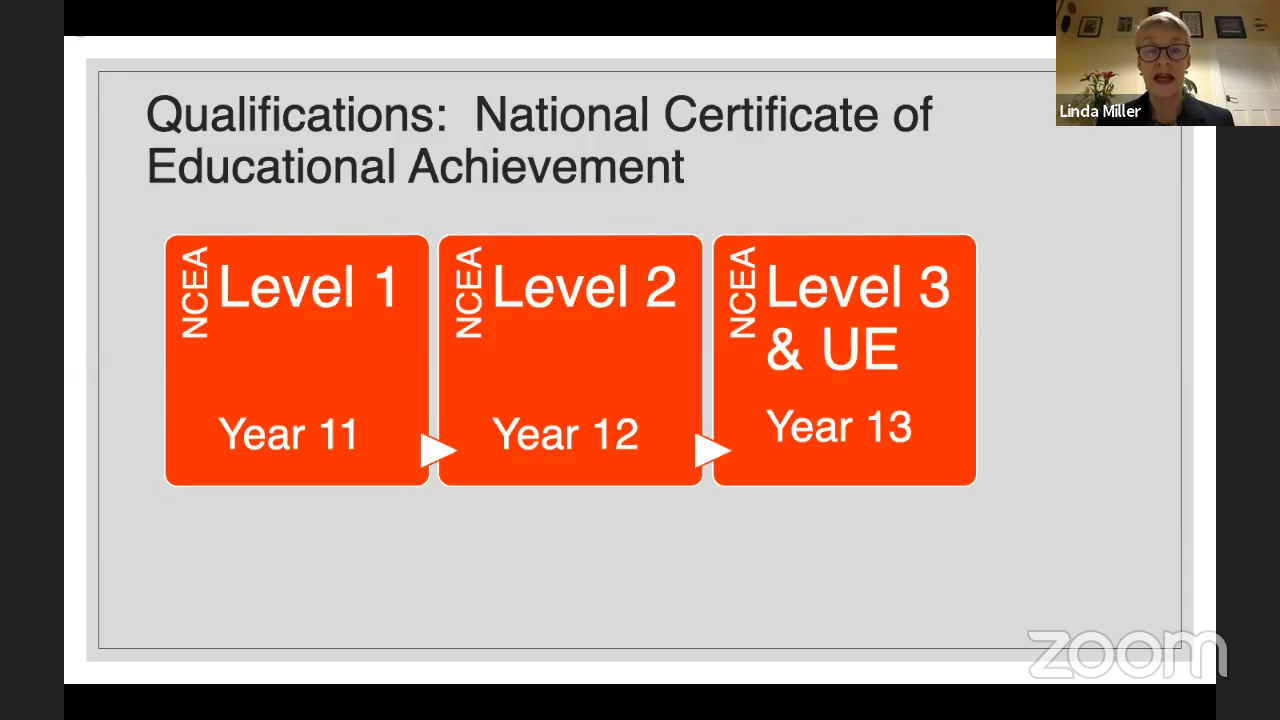 Qualifications: National Certificate of
Educational Achievement
NCEA
Level 1
Year 11
NCEA
Level 2
Year 12
NCEA
Level 3
& UE
Year 13
Linda Miller
zoom